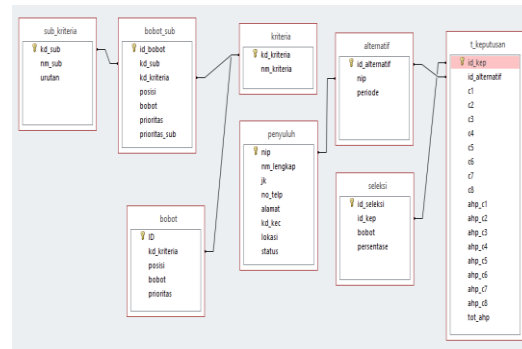 sub_kriteria
kd_sub
nm_sub
urutan
bobot_sub
id_bobot
kd_sub
kd_kriteria
posisi
bobot
prioritas
prioritas_sub
kriteria
kd_kriteria
nm_kriteria
alternatif
id_alternatif
nip
periode
t_keputusan
id_kep
id_alternatif
c1
c2
c3
c4
c5
c6
c7
c8
ahp_c1
ahp_c2
ahp_c3
ahp_c4
ahp_c5
ahp_c6
ahp_c7
ahp_c8
tot_ahp
penyuluh
nip
nm_lengkap
jk
no_telp
alamat
kd_kec
lokasi
status
seleksi
id_seleksi
id_kep
bobot
persentase
bobot
ID
kd_kriteria
posisi
bobot
prioritas